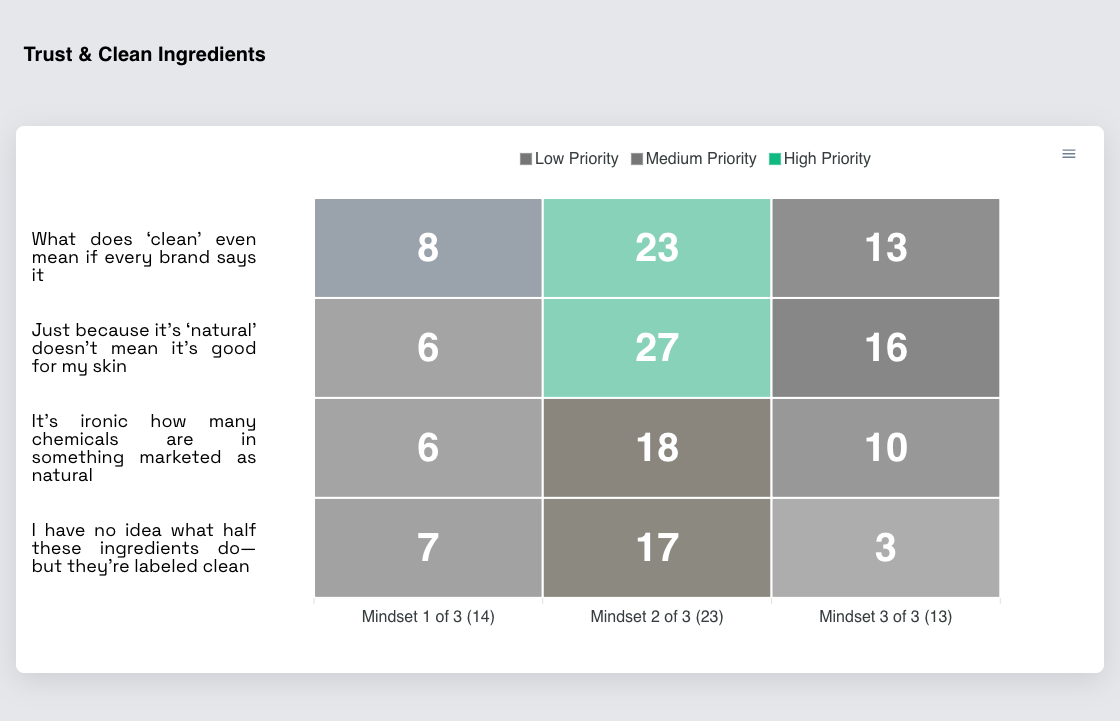 Trust & Clean Ingredients
Low Priority Medium Priority High Priority
What does ‘clean’ even
mean if every brand says
it
8 23 13
Just because it’s ‘natural’
doesn’t mean it’s good
for my skin
6 27 16
It’s ironic how many
chemicals are in
something marketed as
natural
6 18 10
I have no idea what half
these ingredients do—
but they’re labeled clean
7 17 3
Mindset 1 of 3 (14) Mindset 2 of 3 (23) Mindset 3 of 3 (13)